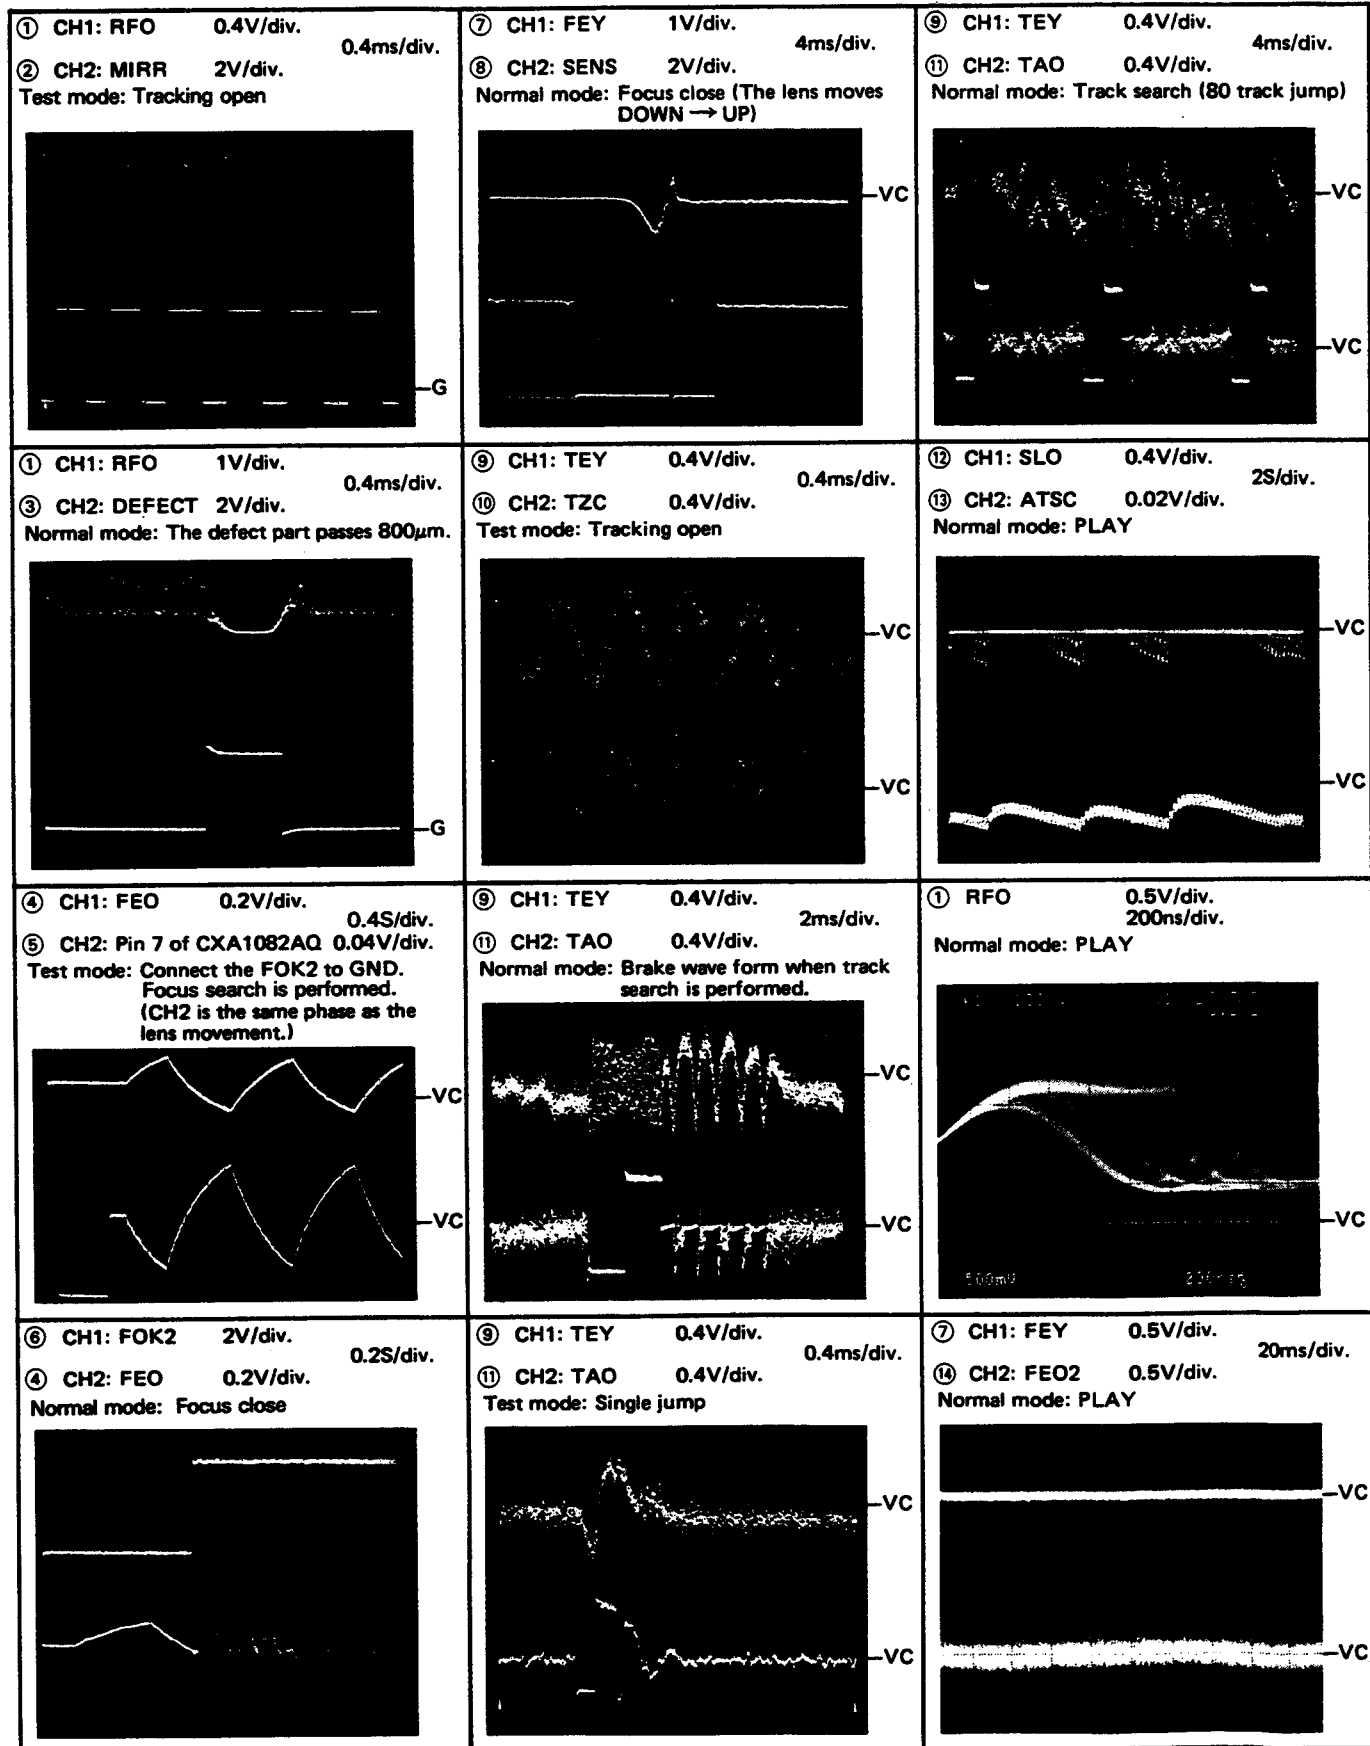 ① CH1: RFO 0.4V/div.
0.4ms/div.
② CH2: MIRR 2V/div.
Test mode: Tracking open
G
⑦ CH1: FEY 1V/div.
4ms/div.
⑧ CH2: SENS 2V/div.
Normal mode: Focus close (The lens moves
DOWN → UP)
VC
⑨ CH1: TEY 0.4V/div.
4ms/div.
⑪ CH2: TAO 0.4V/div.
Normal mode: Track search (80 track jump)
VC
VC
① CH1: RFO 1V/div.
0.4ms/div.
③ CH2: DEFECT 2V/div.
Normal mode: The defect part passes 800μm.
G
⑨ CH1: TEY 0.4V/div.
0.4ms/div.
⑩ CH2: TZC 0.4V/div.
Test mode: Tracking open
VC
VC
⑫ CH1: SLO 0.4V/div.
2S/div.
⑬ CH2: ATSC 0.02V/div.
Normal mode: PLAY
VC
VC
④ CH1: FEO 0.2V/div.
0.4S/div.
⑤ CH2: Pin 7 of CXA1082AQ 0.04V/div.
Test mode: Connect the FOK2 to GND.
Focus search is performed.
(CH2 is the same phase as the
lens movement.)
VC
VC
⑨ CH1: TEY 0.4V/div.
2ms/div.
⑪ CH2: TAO 0.4V/div.
Normal mode: Brake wave form when track
search is performed.
VC
VC
① RFO 0.5V/div.
200ns/div.
Normal mode: PLAY
VC
500mV
⑥ CH1: FOK2 2V/div.
0.2S/div.
④ CH2: FEO 0.2V/div.
Normal mode: Focus close
⑨ CH1: TEY 0.4V/div.
0.4ms/div.
⑪ CH2: TAO 0.4V/div.
Test mode: Single jump
VC
VC
⑦ CH1: FEY 0.5V/div.
20ms/div.
⑭ CH2: FEO2 0.5V/div.
Normal mode: PLAY
VC
VC